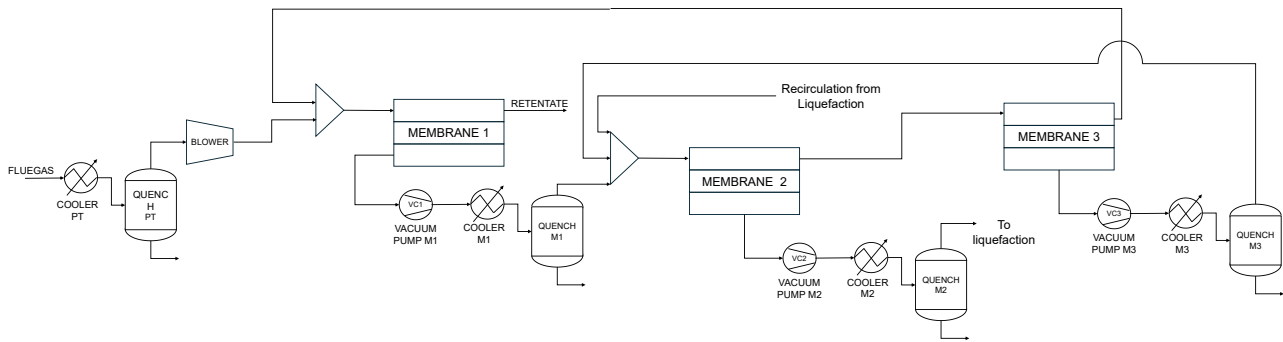 FLUEGAS
COOLER
PT
QUENC
H
PT
BLOWER
MEMBRANE 1
RETENTATE
VC1
VACUUM
PUMP M1
COOLER
M1
QUENCH
M1
Recirculation from
Liquefaction
MEMBRANE 2
VC2
VACUUM
PUMP M2
COOLER
M2
QUENCH
M2
To
liquefaction
MEMBRANE 3
VC3
VACUUM
PUMP M3
COOLER
M3
QUENCH
M3